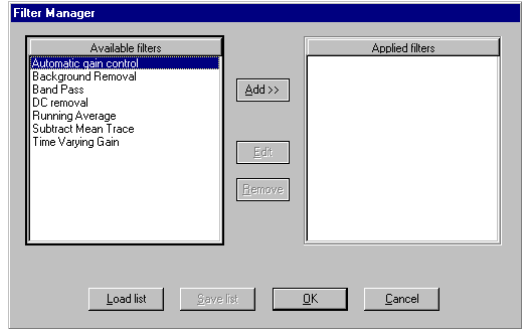 Filter Manager
Available filters
Automatic gain control
Background Removal
Band Pass
DC removal
Running Average
Subtract Mean Trace
Time Varying Gain
Add >>
Edit
Remove
Applied filters
Load list
Save list
OK
Cancel